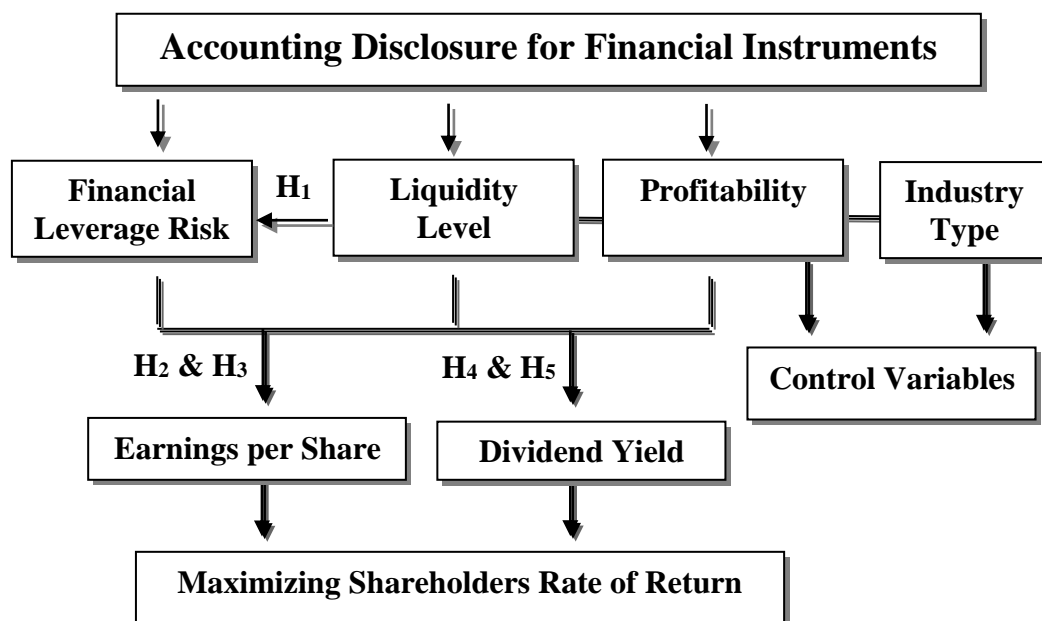 Accounting Disclosure for Financial Instruments
Financial
Leverage Risk
H1
Liquidity
Level
Profitability
Industry
Type
H2 & H3
H4 & H5
Control Variables
Earnings per Share
Dividend Yield
Maximizing Shareholders Rate of Return